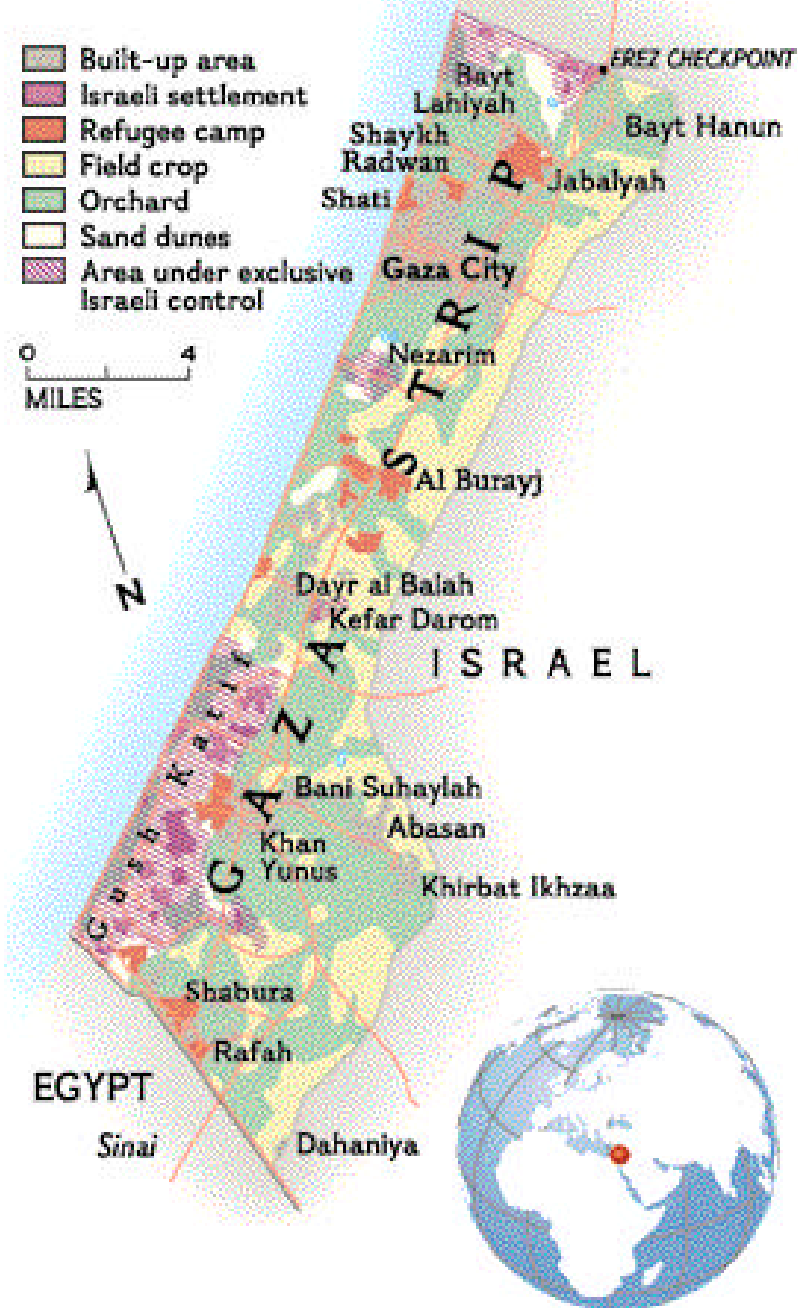 Built-up area
Israeli settlement
Refugee camp
Field crop
Orchard
Sand dunes
Area under exclusive
Israeli control
0 4
MILES
N
EREZ CHECKPOINT
Bayt
Lahiyah
Bayt Hanun
Shaykh
Radwan
Jabalyah
Shati
Gaza City
Nezarim
Al Burayj
Dayr al Balah
Kefar Darom
ISRAEL
GAZA STRIP
Gush Katif
Bani Suhaylah
Abasan
Khan
Yunus
Khirbat Ikhzaa
Shabura
Rafah
EGYPT
Sinai
Dahaniya